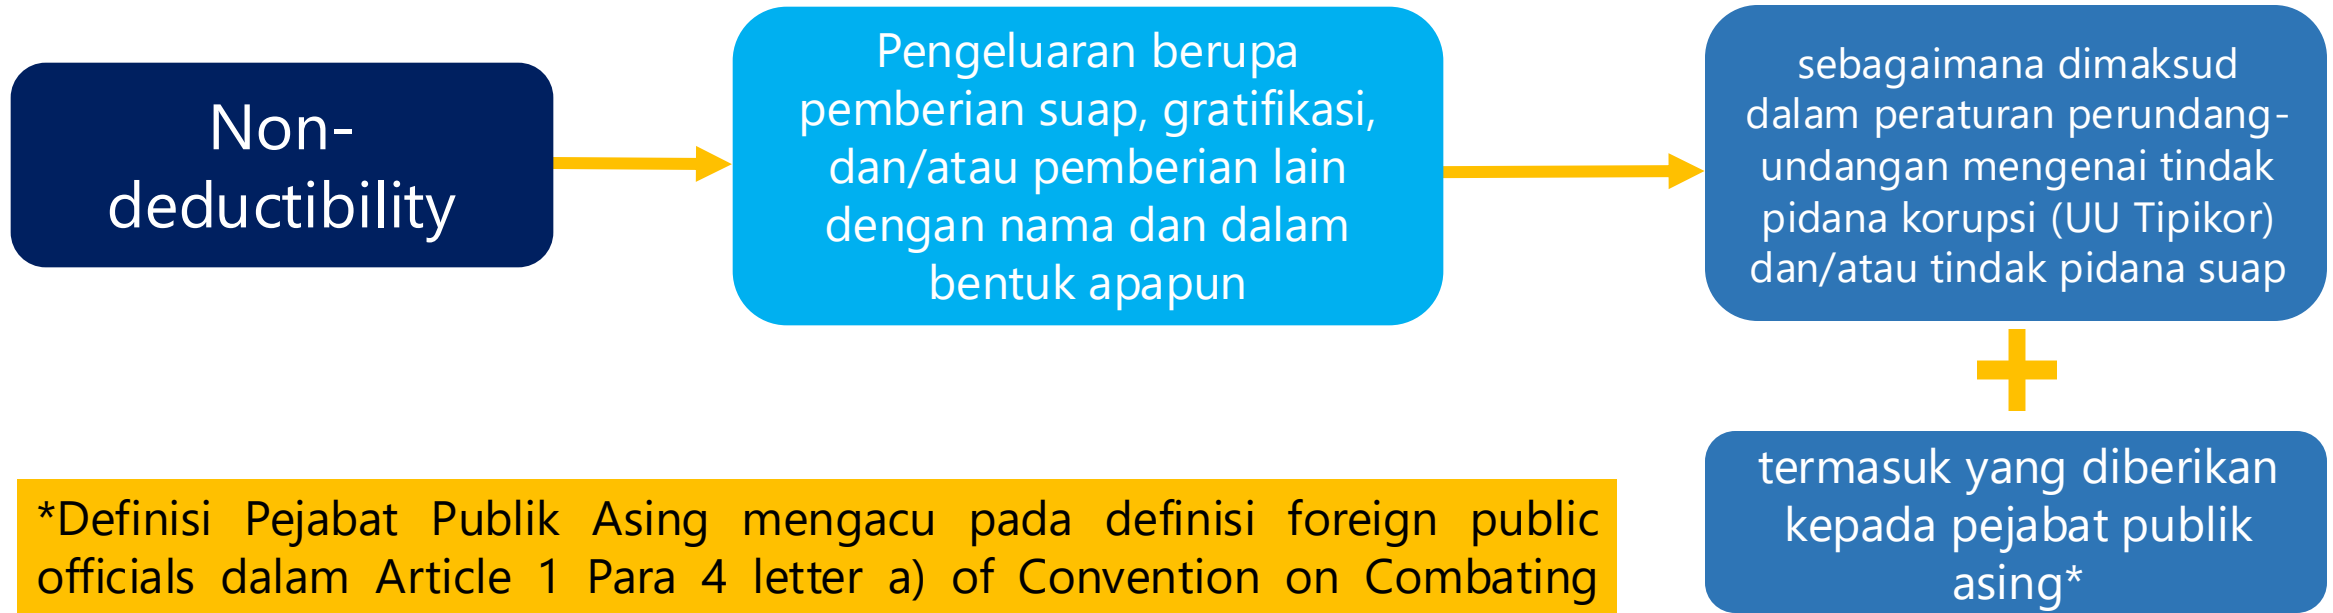 Non-
deductibility
Pengeluaran berupa
pemberian suap, gratifikasi,
dan/atau pemberian lain
dengan nama dan dalam
bentuk apapun
sebagaimana dimaksud
dalam peraturan perundang-
undangan mengenai tindak
pidana korupsi (UU Tipikor)
dan/atau tindak pidana suap
termasuk yang diberikan
kepada pejabat publik
asing*
*Definisi Pejabat Publik Asing mengacu pada definisi foreign public
officials dalam Article 1 Para 4 letter a) of Convention on Combating